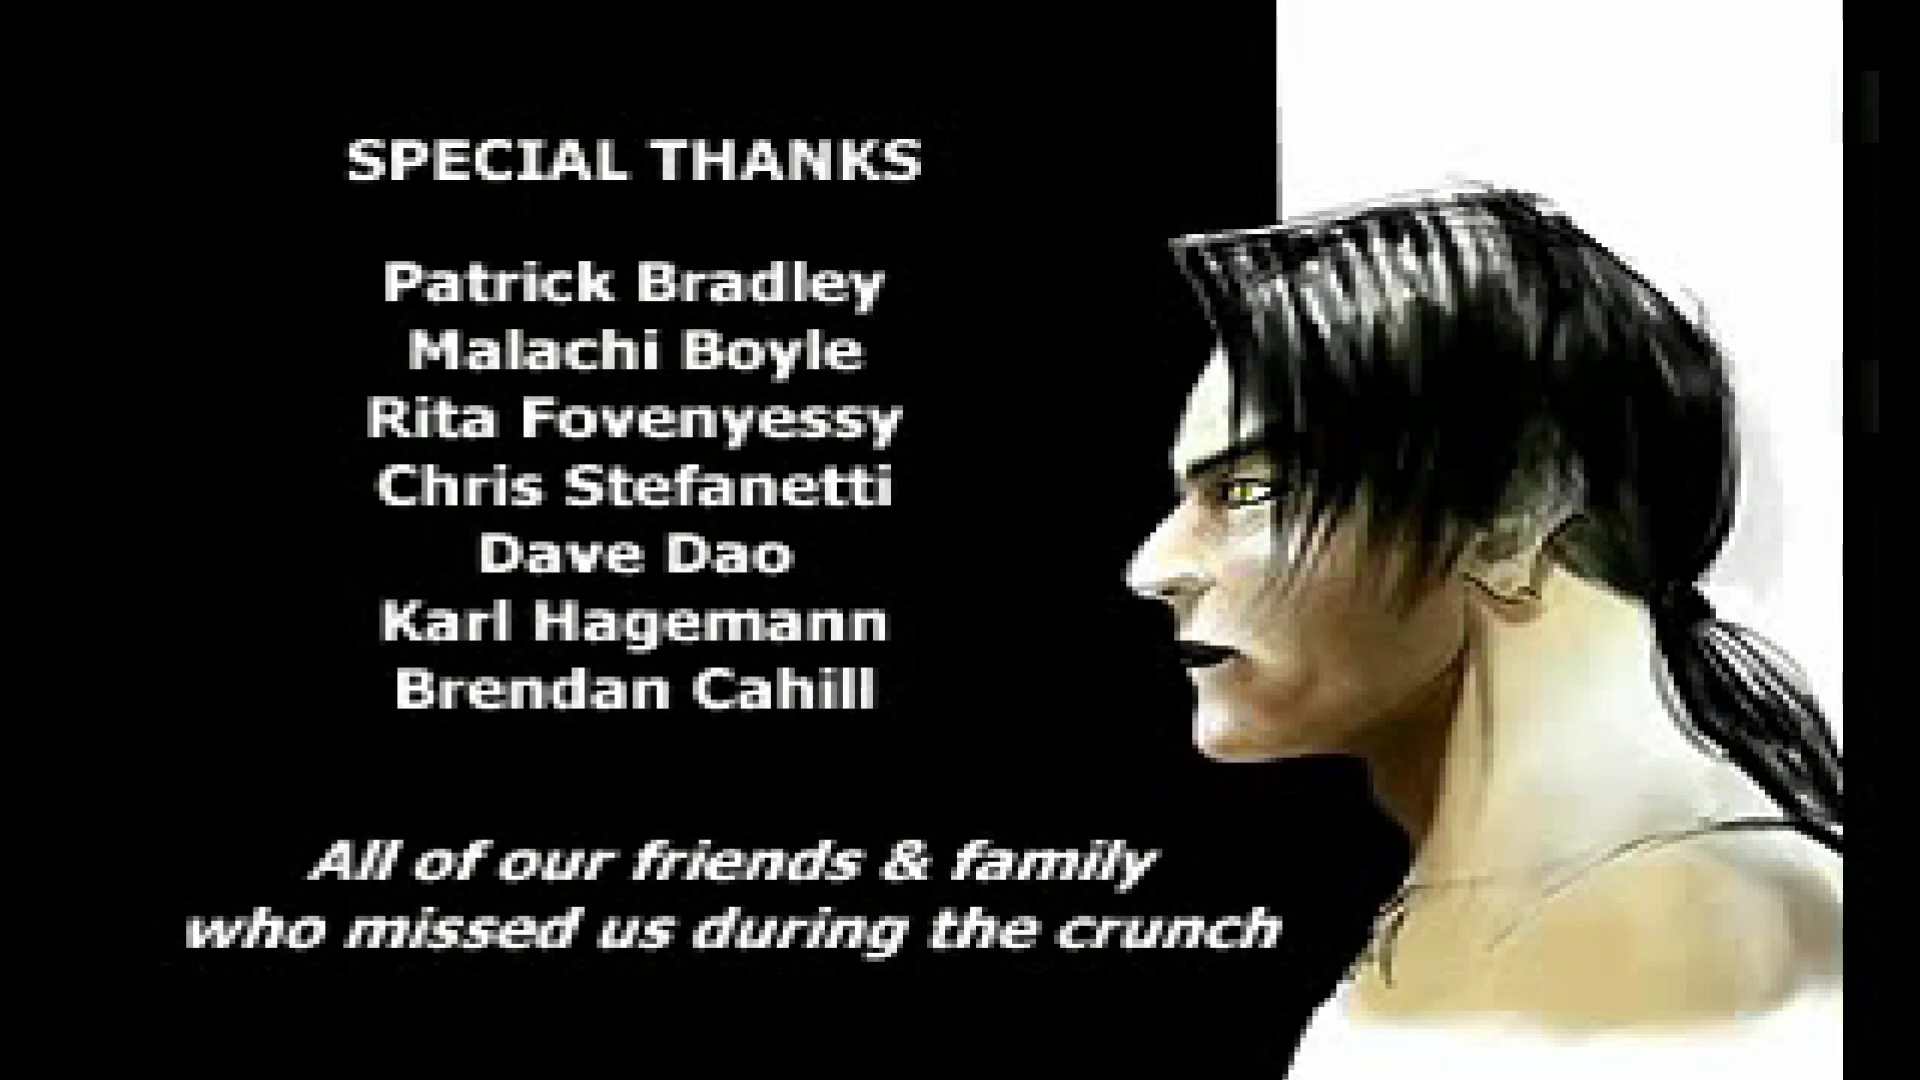 SPECIAL THANKS
Patrick Bradley
Malachi Boyle
Rita Fovenyessy
Chris Stefanetti
Dave Dao
Karl Hagemann
Brendan Cahill
All of our friends & family
who missed us during the crunch